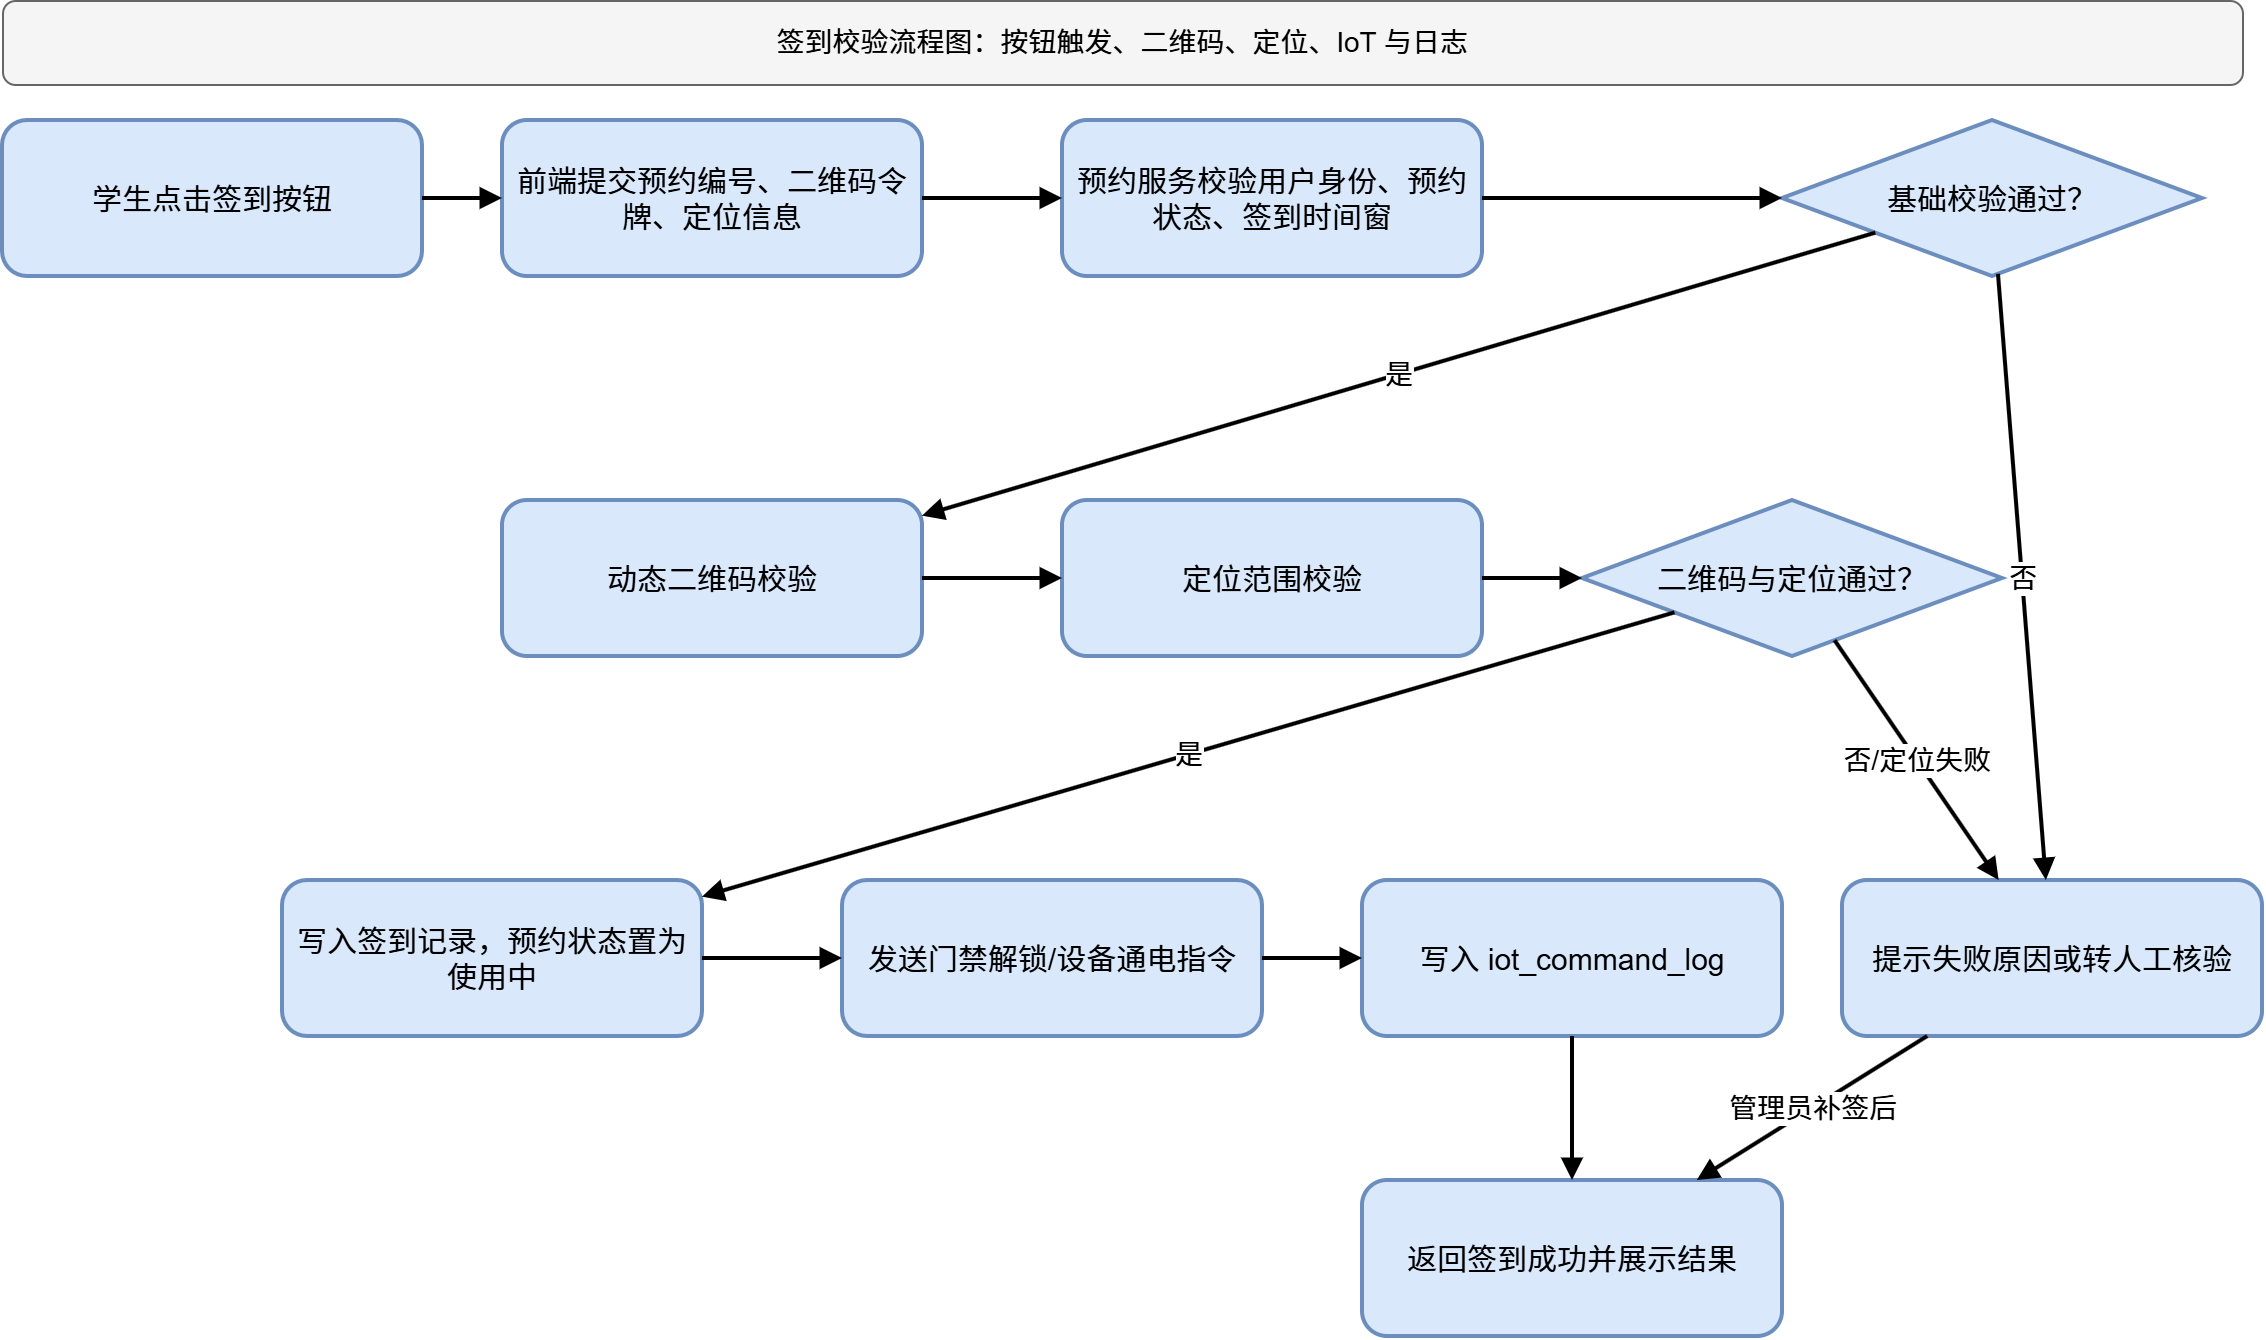 签到校验流程图：按钮触发、二维码、定位、IoT 与日志
学生点击签到按钮
前端提交预约编号、二维码令
牌、定位信息
预约服务校验用户身份、预约
状态、签到时间窗
基础校验通过？
是
动态二维码校验
定位范围校验
二维码与定位通过？
否
是
否/定位失败
写入签到记录，预约状态置为
使用中
发送门禁解锁/设备通电指令
写入 iot_command_log
提示失败原因或转人工核验
管理员补签后
返回签到成功并展示结果